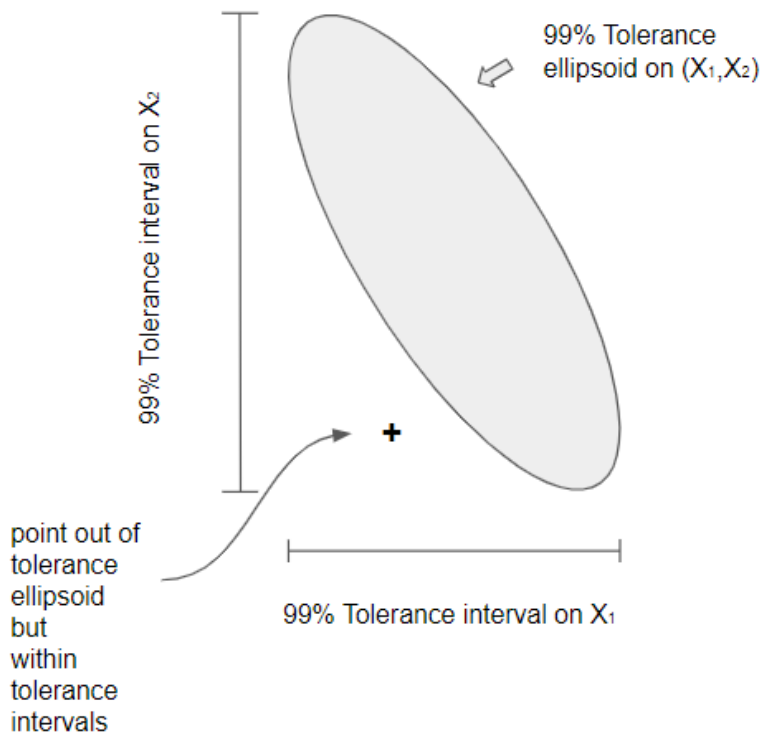 99% Tolerance
ellipsoid on (X₁,X₂)
99% Tolerance interval on X₂
+
point out of
tolerance
ellipsoid
but
within
tolerance
intervals
99% Tolerance interval on X₁